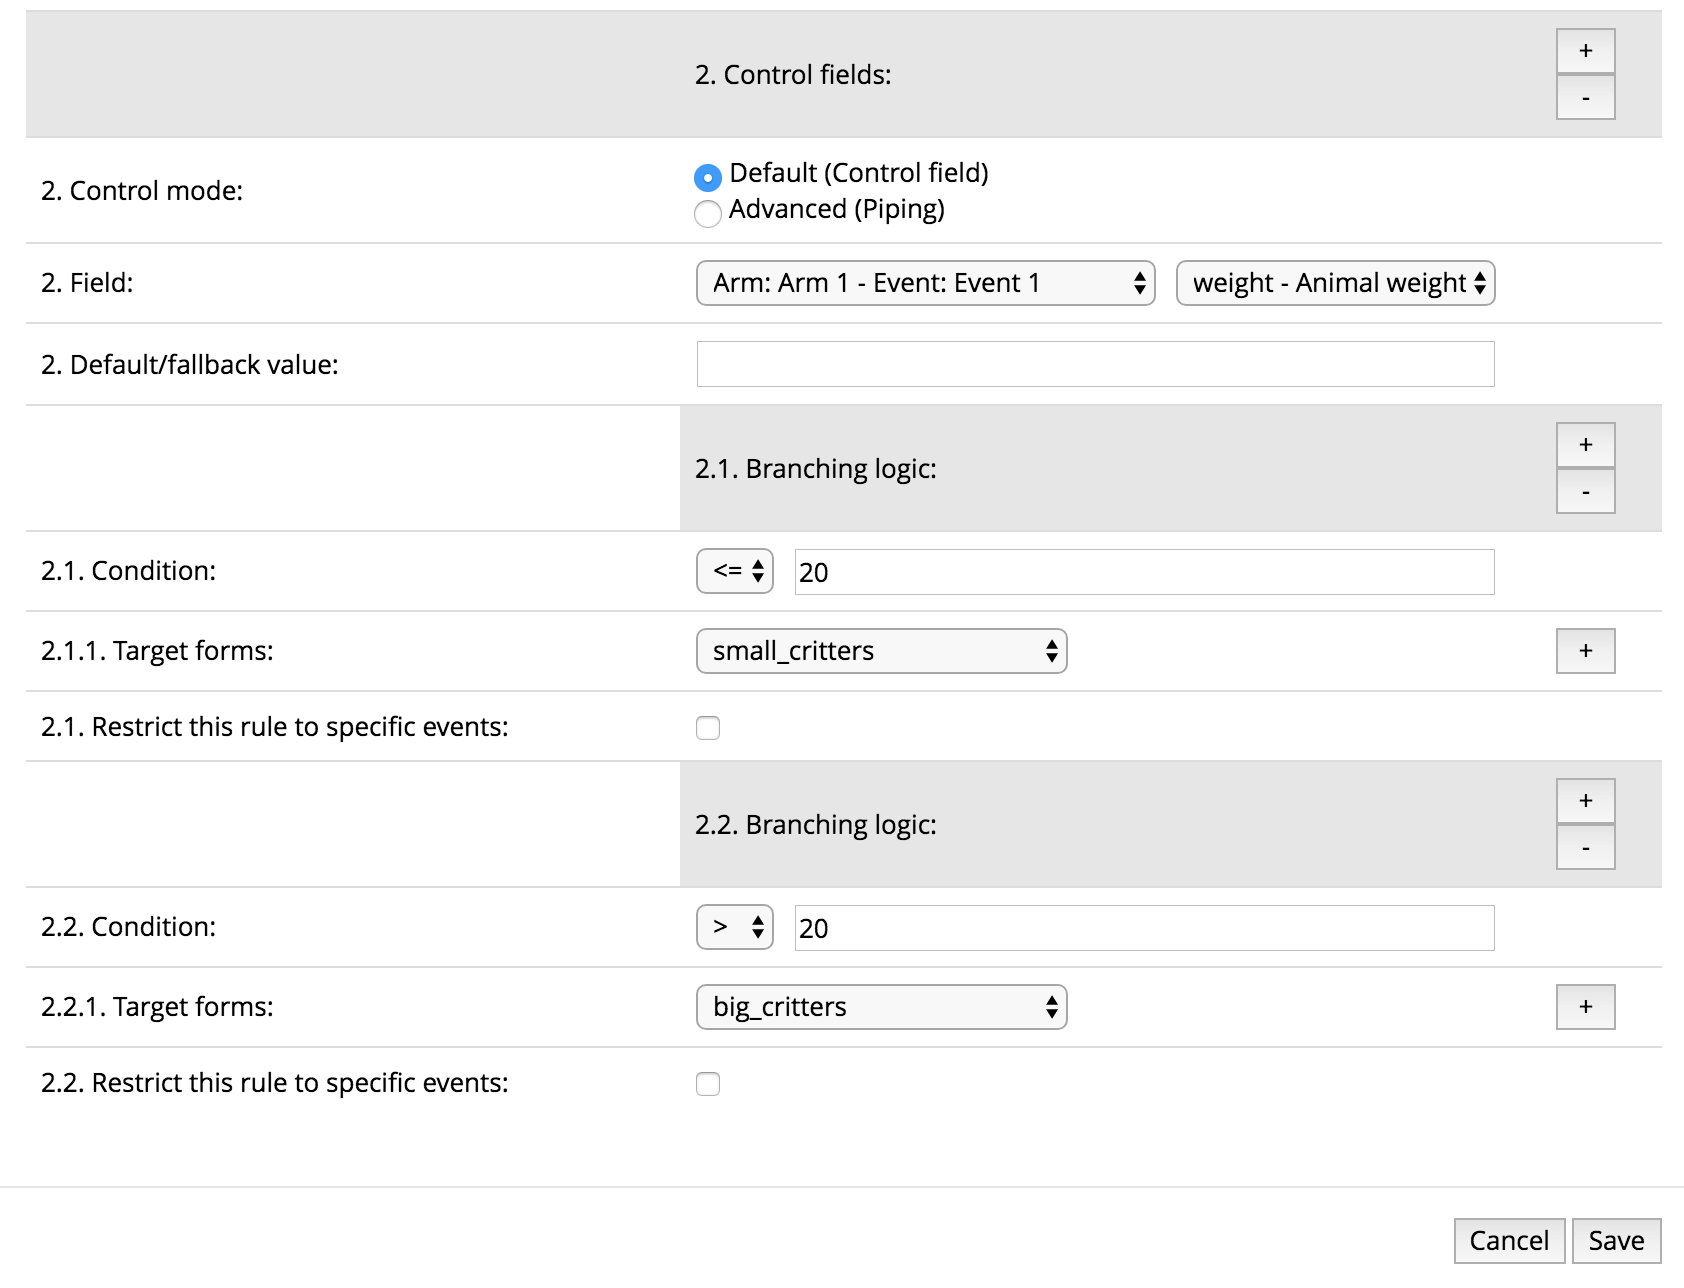 2. Control fields:
+
-
2. Control mode:
Default (Control field)
Advanced (Piping)
2. Field:
Arm: Arm 1 - Event: Event 1
weight - Animal weight
2. Default/fallback value:
2.1. Branching logic:
+
-
2.1. Condition:
<=
20
2.1.1. Target forms:
small_critters
+
2.1. Restrict this rule to specific events:
2.2. Branching logic:
+
-
2.2. Condition:
>
20
2.2.1. Target forms:
big_critters
+
2.2. Restrict this rule to specific events:
Cancel
Save